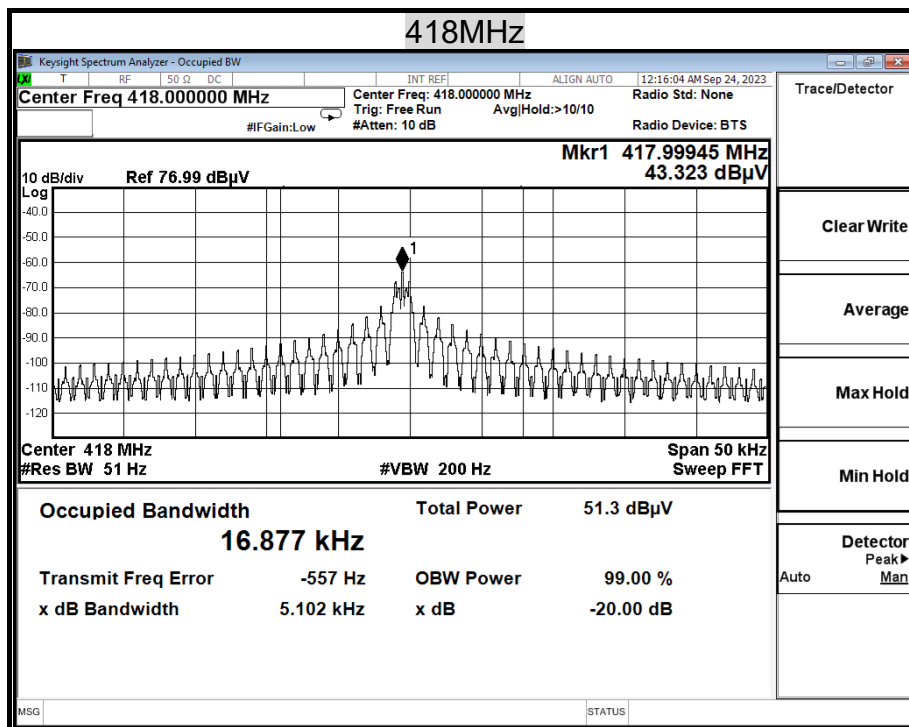 418MHz
Keysight Spectrum Analyzer - Occupied BW
LXI T RF 50 Ω DC INT REF ALIGN AUTO 12:16:04 AM Sep 24, 2023
Center Freq 418.000000 MHz
Center Freq: 418.000000 MHz Radio Std: None
Trig: Free Run Avg|Hold:>10/10
#IFGain:Low #Atten: 10 dB Radio Device: BTS
Trace/Detector
Mkr1 417.99945 MHz
43.323 dBµV
10 dB/div Ref 76.99 dBµV
Log
-40.0
-50.0
-60.0
-70.0
-80.0
-90.0
-100
-110
-120
1
Center 418 MHz Span 50 kHz
#Res BW 51 Hz #VBW 200 Hz Sweep FFT
Occupied Bandwidth Total Power 51.3 dBµV
16.877 kHz
Transmit Freq Error -557 Hz OBW Power 99.00 %
x dB Bandwidth 5.102 kHz x dB -20.00 dB
Clear Write
Average
Max Hold
Min Hold
Detector
Peak▶
Auto Man
MSG STATUS